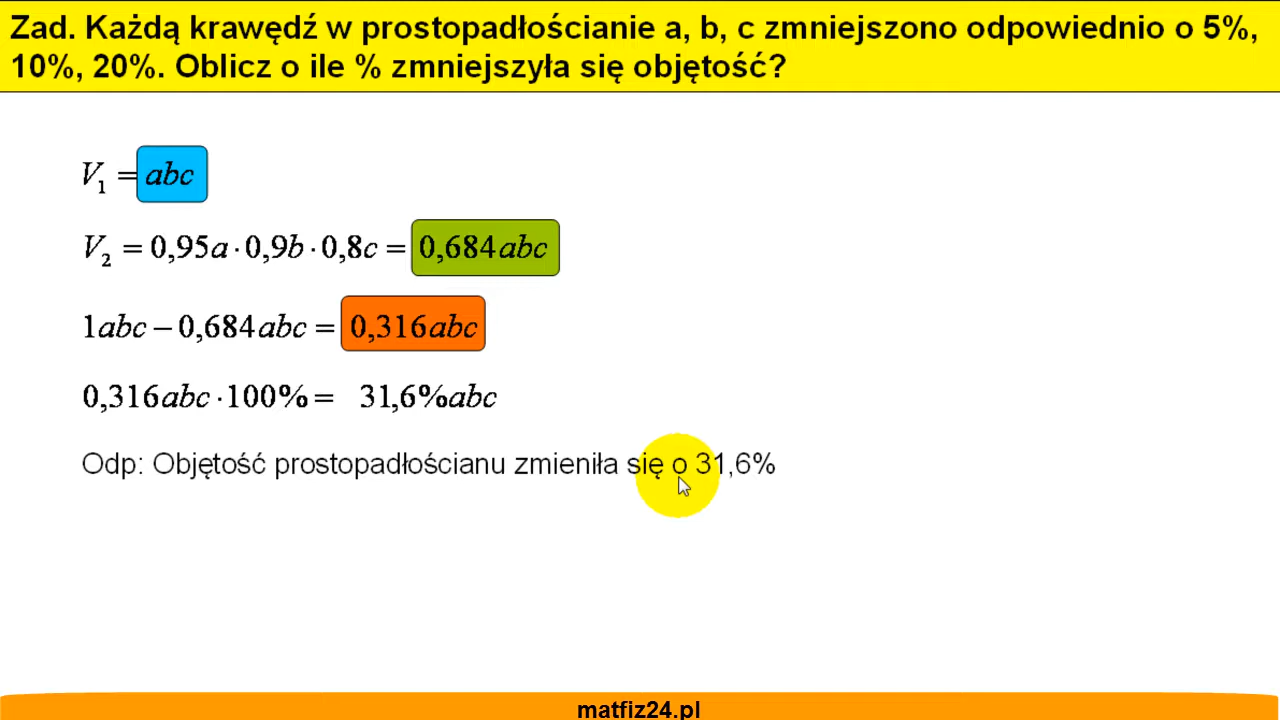 Zad. Każdą krawędź w prostopadłościanie a, b, c zmniejszono odpowiednio o 5%,
10%, 20%. Oblicz o ile % zmniejszyła się objętość?
V₁ = abc
V₂ = 0,95a · 0,9b · 0,8c = 0,684abc
1abc − 0,684abc = 0,316abc
0,316abc · 100% = 31,6%abc
Odp: Objętość prostopadłościanu zmieniła się o 31,6%
matfiz24.pl